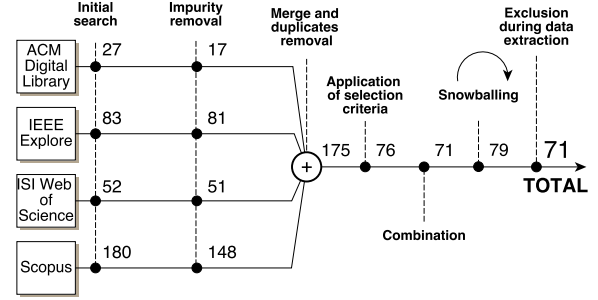 Initial
search
Impurity
removal
Merge and
duplicates
removal
Exclusion
during data
extraction
ACM
Digital
Library
27
17
Application
of selection
criteria
Snowballing
IEEE
Explore
83
81
175
76
71
79
71
+
TOTAL
ISI Web
of
Science
52
51
Combination
Scopus
180
148